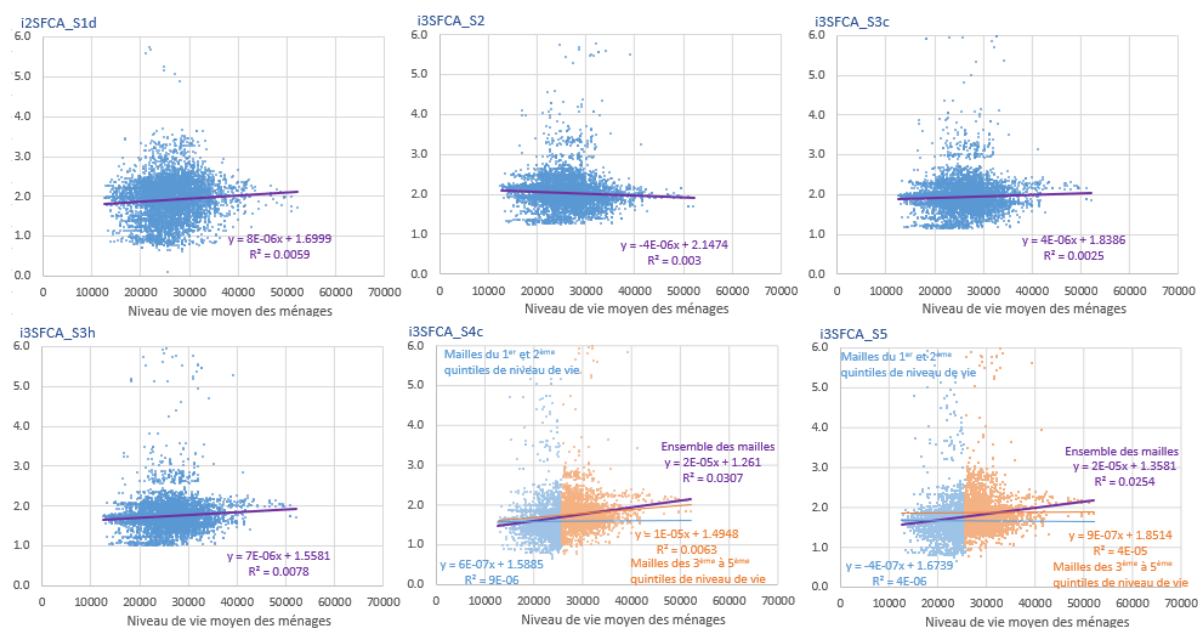 i2SFCA_S1d
6.0
5.0
4.0
3.0
2.0
1.0
0.0
y = 8E-06x + 1.6999
R² = 0.0059
0 10000 20000 30000 40000 50000 60000 70000
Niveau de vie moyen des ménages
i3SFCA_S2
6.0
5.0
4.0
3.0
2.0
1.0
0.0
y = -4E-06x + 2.1474
R² = 0.003
0 10000 20000 30000 40000 50000 60000 70000
Niveau de vie moyen des ménages
i3SFCA_S3c
6.0
5.0
4.0
3.0
2.0
1.0
0.0
y = 4E-06x + 1.8386
R² = 0.0025
0 10000 20000 30000 40000 50000 60000 70000
Niveau de vie moyen des ménages
i3SFCA_S3h
6.0
5.0
4.0
3.0
2.0
1.0
0.0
y = 7E-06x + 1.5581
R² = 0.0078
0 10000 20000 30000 40000 50000 60000 70000
Niveau de vie moyen des ménages
i3SFCA_S4c
6.0
5.0
4.0
3.0
2.0
1.0
0.0
Mailles du 1er et 2ème
quintiles de niveau de vie
Ensemble des mailles
y = 2E-05x + 1.261
R² = 0.0307
y = 1E-05x + 1.4948
R² = 0.0063
Mailles des 3ème à 5ème
quintiles de niveau de vie
y = 6E-07x + 1.5885
R² = 9E-06
0 10000 20000 30000 40000 50000 60000 70000
Niveau de vie moyen des ménages
i3SFCA_S5
6.0
5.0
4.0
3.0
2.0
1.0
0.0
Mailles du 1er et 2ème
quintiles de niveau de vie
Ensemble des mailles
y = 2E-05x + 1.3581
R² = 0.0254
y = 9E-07x + 1.8514
R² = 4E-05
Mailles des 3ème à 5ème
quintiles de niveau de vie
y = -4E-07x + 1.6739
R² = 4E-06
0 10000 20000 30000 40000 50000 60000 70000
Niveau de vie moyen des ménages